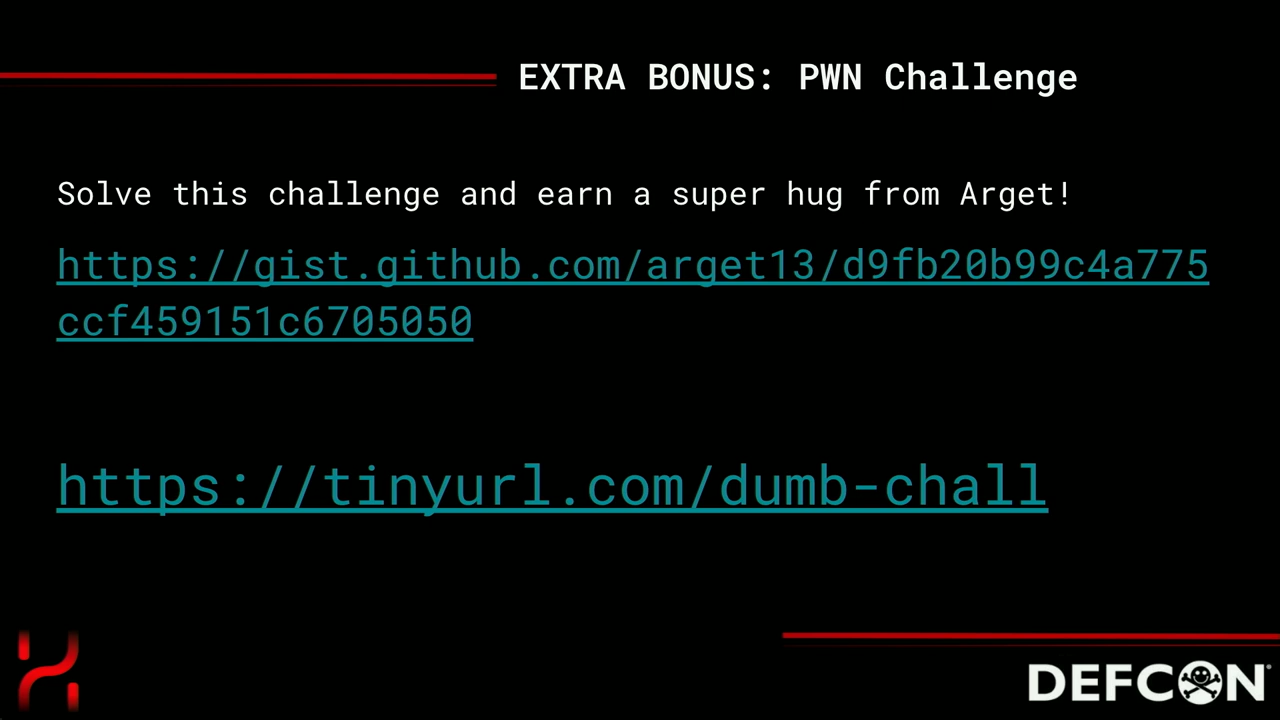 EXTRA BONUS: PWN Challenge
Solve this challenge and earn a super hug from Arget!
https://gist.github.com/arget13/d9fb20b99c4a775
ccf459151c6705050
https://tinyurl.com/dumb-chall
DEFCON